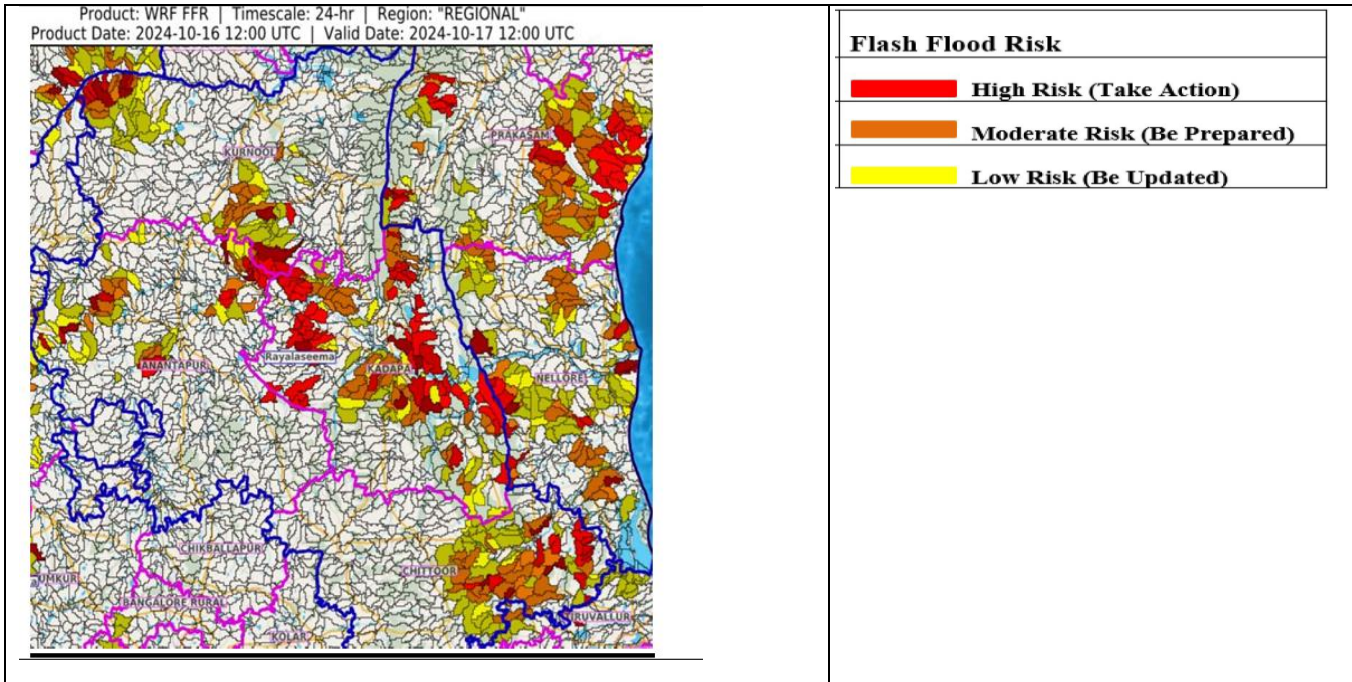 Product: WRF FFR | Timescale: 24-hr | Region: "REGIONAL"
Product Date: 2024-10-16 12:00 UTC | Valid Date: 2024-10-17 12:00 UTC
PRAKASAM
KURNOOL
Rayalaseema
ANANTAPUR
KADAPA
NELLORE
CHIKBALLAPUR
CHITTOOR
UMKUR
BANGALORE RURAL
IRUVALLUR
KOLAR
Flash Flood Risk
High Risk (Take Action)
Moderate Risk (Be Prepared)
Low Risk (Be Updated)